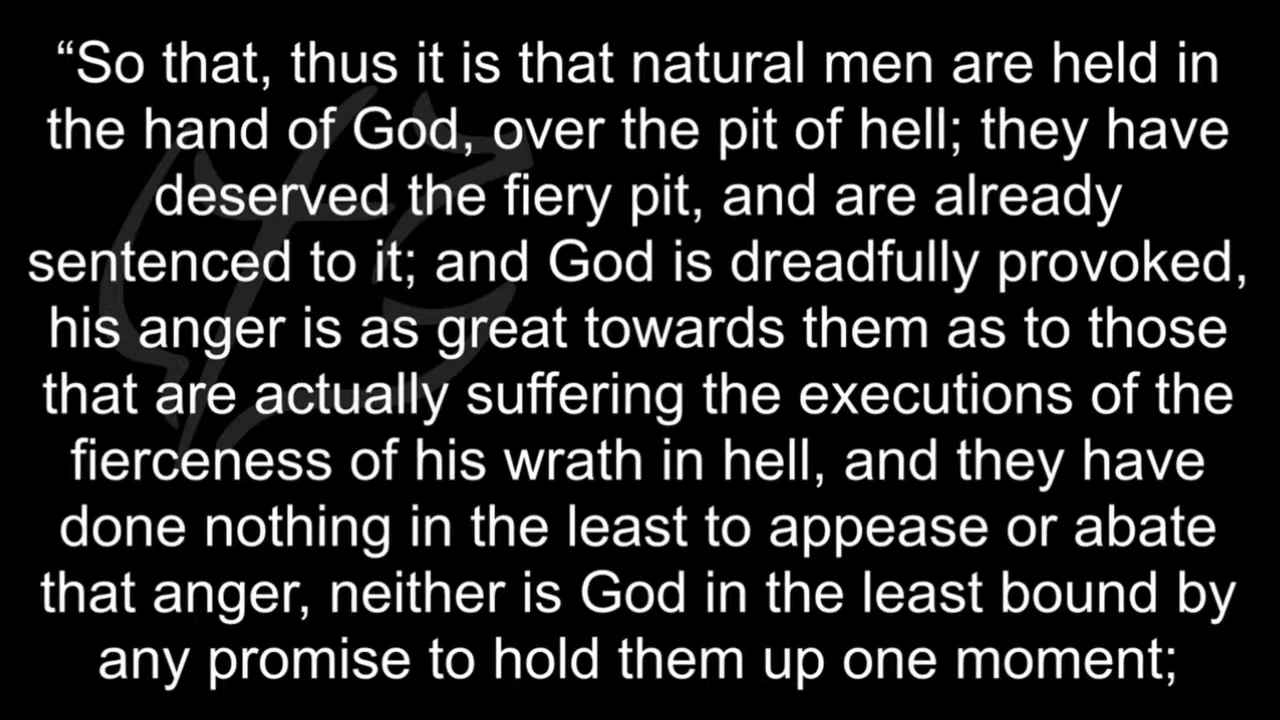 “So that, thus it is that natural men are held in
the hand of God, over the pit of hell; they have
deserved the fiery pit, and are already
sentenced to it; and God is dreadfully provoked,
his anger is as great towards them as to those
that are actually suffering the executions of the
fierceness of his wrath in hell, and they have
done nothing in the least to appease or abate
that anger, neither is God in the least bound by
any promise to hold them up one moment;